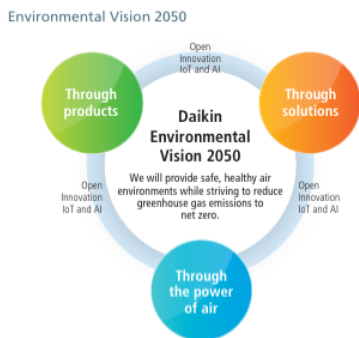 Environmental Vision 2050
Open
Innovation
IoT and AI
Through
products
Through
solutions
Daikin
Environmental
Vision 2050
We will provide safe, healthy air
environments while striving to reduce
greenhouse gas emissions to
net zero.
Open
Innovation
IoT and AI
Open
Innovation
IoT and AI
Through
the power
of air